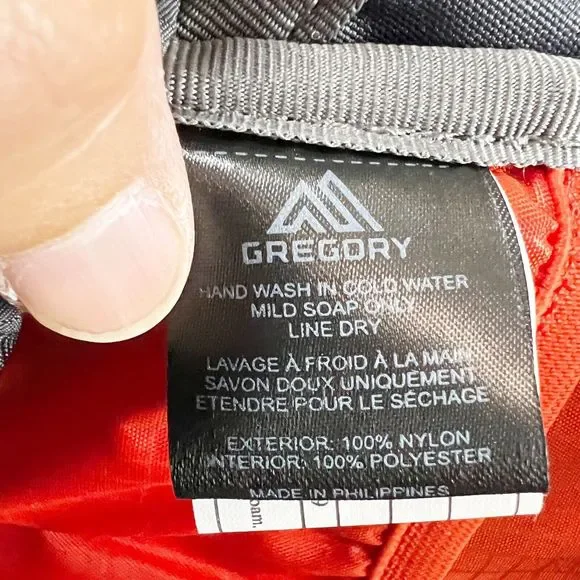 GREGORY
HAND WASH IN COLD WATER
MILD SOAP ONLY
LINE DRY
LAVAGE À FROID À LA MAIN
SAVON DOUX UNIQUEMENT
ETENDRE POUR LE SÉCHAGE
EXTERIOR: 100% NYLON
INTERIOR: 100% POLYESTER
MADE IN PHILIPPINES
oam.